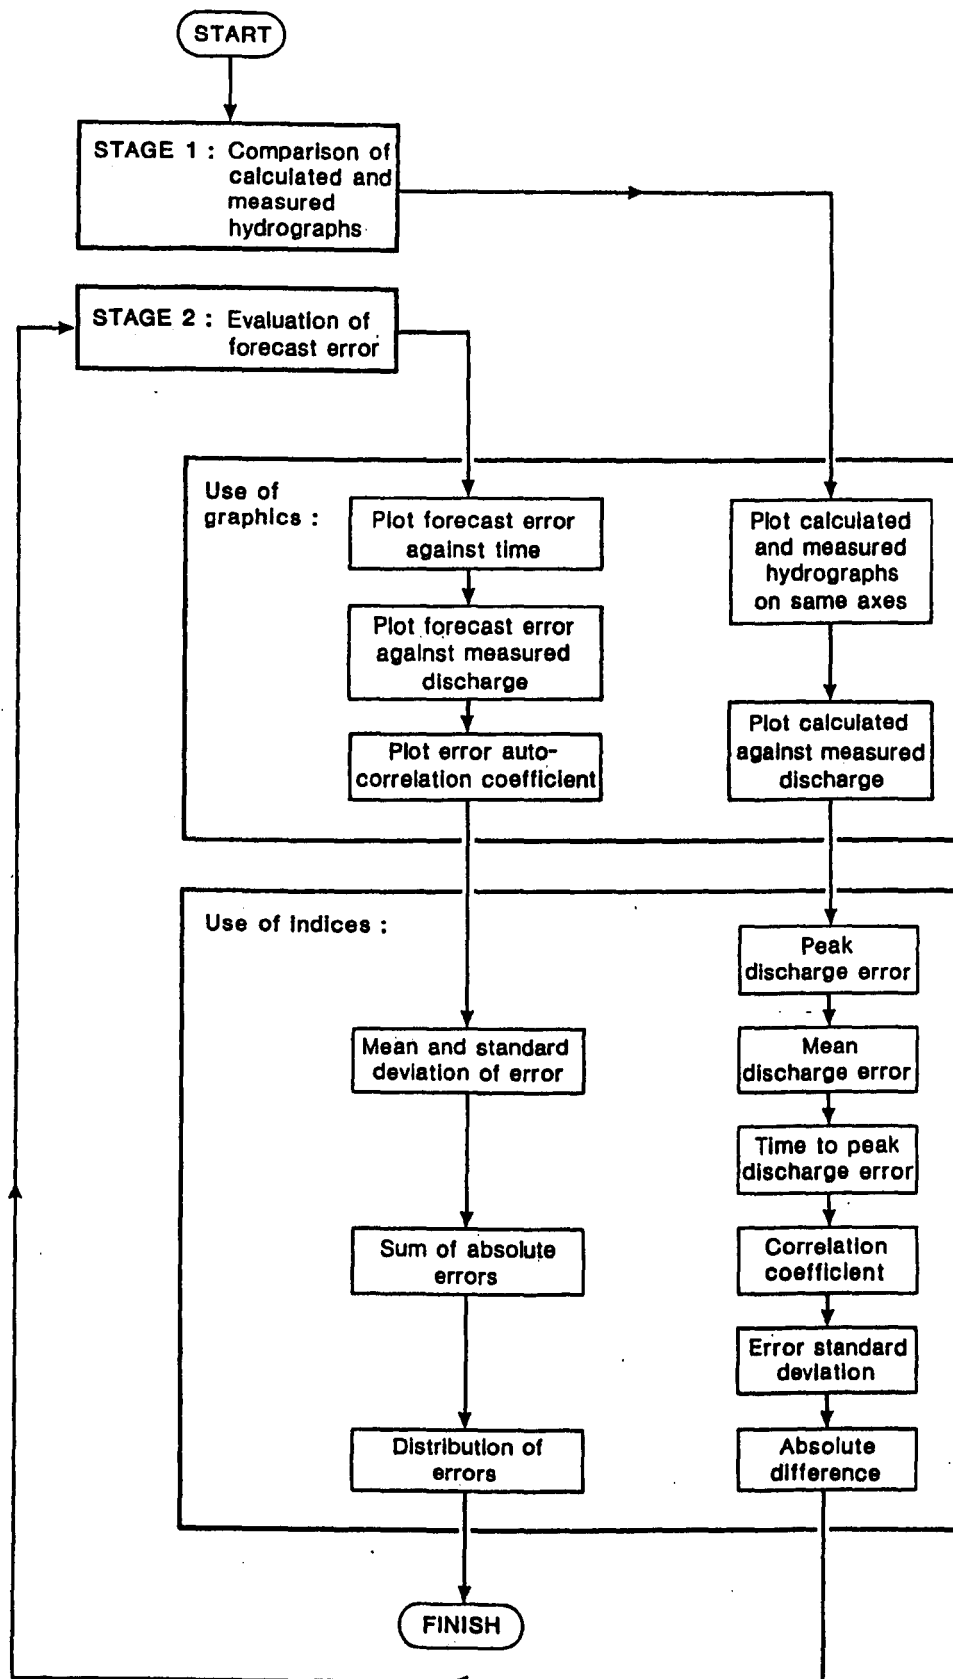 START
STAGE 1 : Comparison of
calculated and
measured
hydrographs
STAGE 2 : Evaluation of
forecast error
Use of
graphics :
Plot forecast error
against time
Plot forecast error
against measured
discharge
Plot error auto-
correlation coefficient
Plot calculated
and measured
hydrographs
on same axes
Plot calculated
against measured
discharge
Use of indices :
Mean and standard
deviation of error
Sum of absolute
errors
Distribution of
errors
Peak
discharge error
Mean
discharge error
Time to peak
discharge error
Correlation
coefficient
Error standard
deviation
Absolute
difference
FINISH